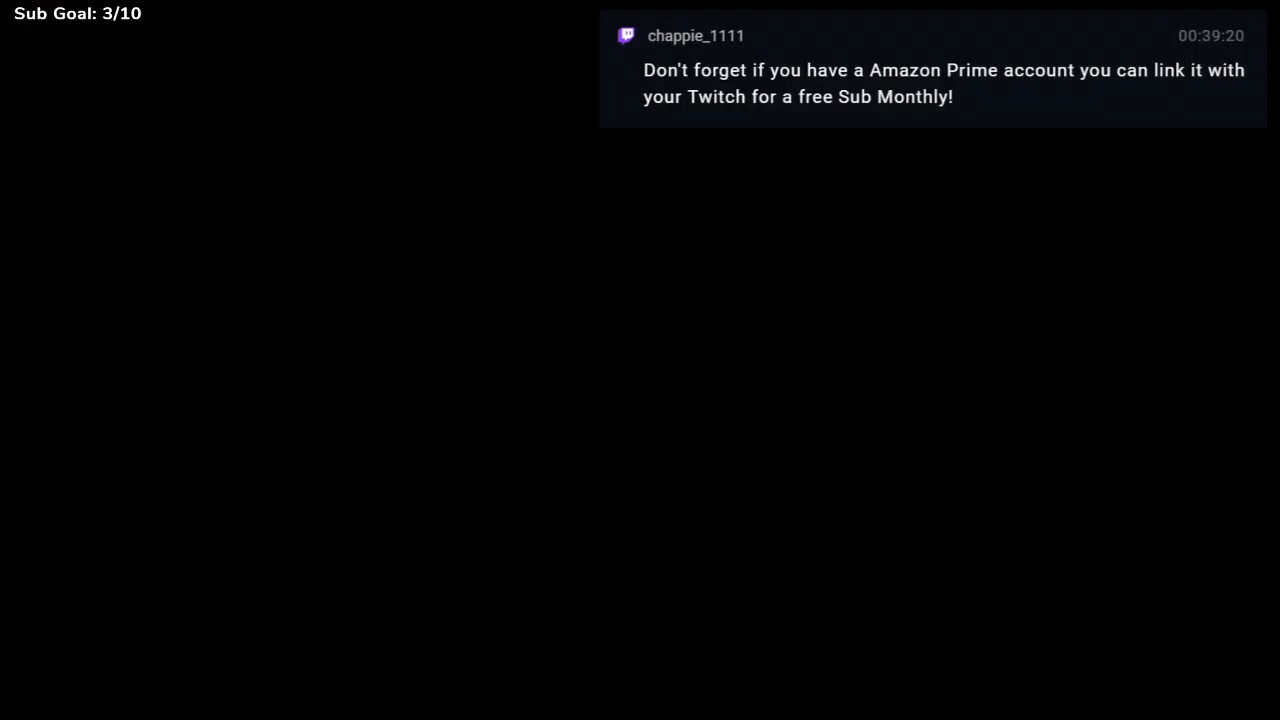 Sub Goal: 3/10
chappie_1111
00:39:20
Don't forget if you have a Amazon Prime account you can link it with
your Twitch for a free Sub Monthly!